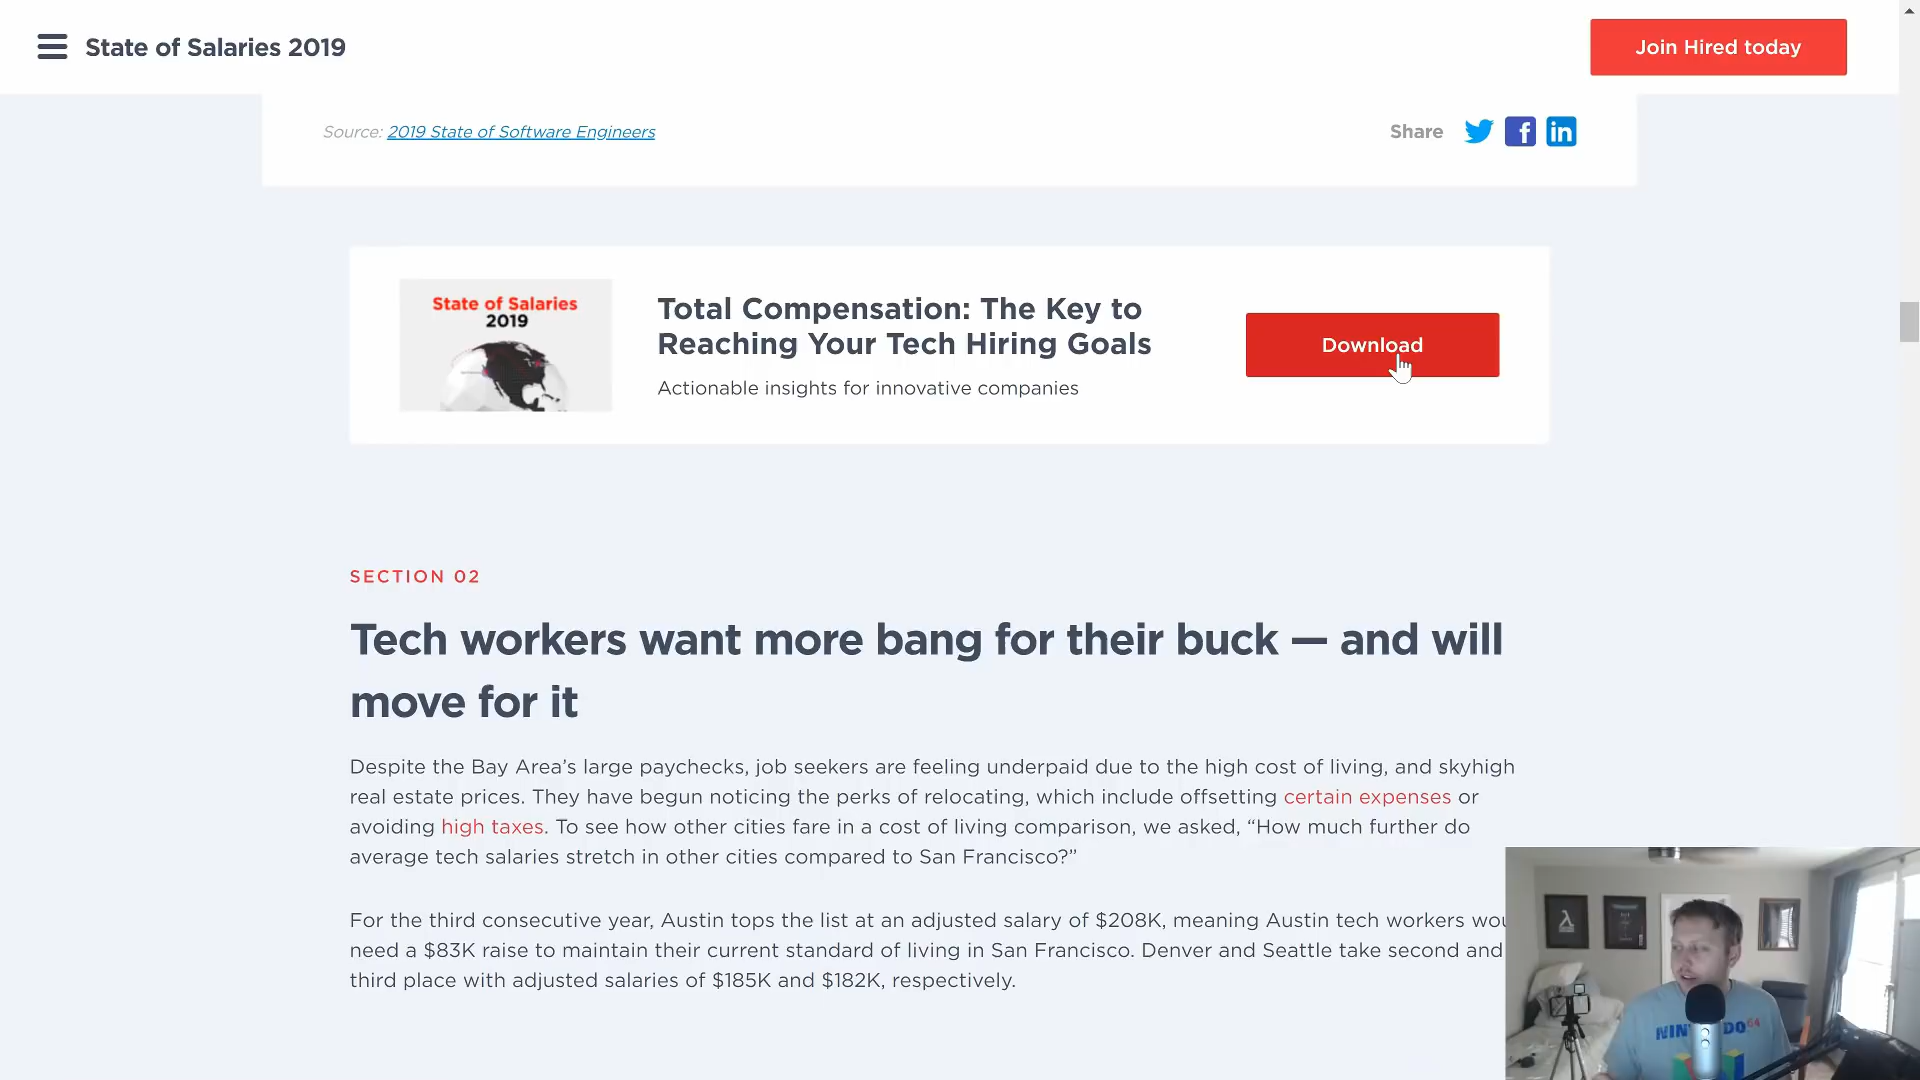 State of Salaries 2019
Join Hired today
Source: 2019 State of Software Engineers
Share
State of Salaries
2019
Total Compensation: The Key to
Reaching Your Tech Hiring Goals
Actionable insights for innovative companies
Download
SECTION 02
Tech workers want more bang for their buck — and will
move for it
Despite the Bay Area’s large paychecks, job seekers are feeling underpaid due to the high cost of living, and skyhigh
real estate prices. They have begun noticing the perks of relocating, which include offsetting certain expenses or
avoiding high taxes. To see how other cities fare in a cost of living comparison, we asked, “How much further do
average tech salaries stretch in other cities compared to San Francisco?”
For the third consecutive year, Austin tops the list at an adjusted salary of $208K, meaning Austin tech workers
need a $83K raise to maintain their current standard of living in San Francisco. Denver and Seattle take second and
third place with adjusted salaries of $185K and $182K, respectively.